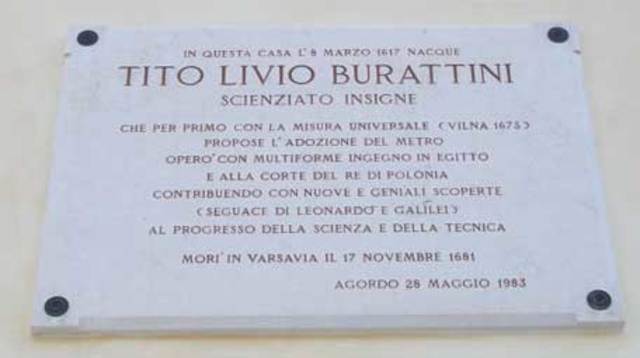 IN QUESTA CASA L'8 MARZO 1617 NACQUE
TITO LIVIO BURATTINI
SCIENZIATO INSIGNE
CHE PER PRIMO CON LA MISURA UNIVERSALE (VILNA 1675)
PROPOSE L'ADOZIONE DEL METRO
OPERO' CON MULTIFORME INGEGNO IN EGITTO
E ALLA CORTE DEL RE DI POLONIA
CONTRIBUENDO CON NUOVE E GENIALI SCOPERTE
(SEGUACE DI LEONARDO E GALILEI)
AL PROGRESSO DELLA SCIENZA E DELLA TECNICA
MORI' IN VARSAVIA IL 17 NOVEMBRE 1681
AGORDO 28 MAGGIO 1983